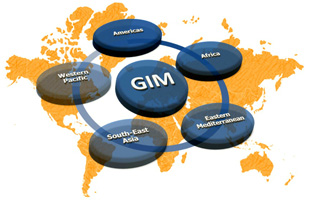 Americas
Africa
GIM
Western
Pacific
Eastern
Mediterranean
South-East
Asia